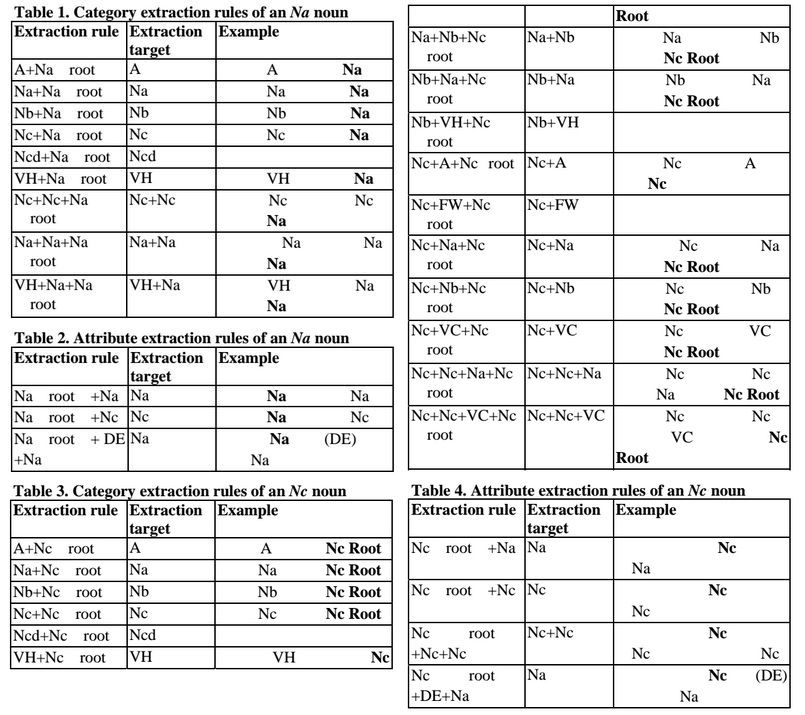 Table 1. Category extraction rules of an Na noun
Extraction rule Extraction target Example
A+Na root A A Na
Na+Na root Na Na Na
Nb+Na root Nb Nb Na
Nc+Na root Nc Nc Na
Ncd+Na root Ncd
VH+Na root VH VH Na
Nc+Nc+Na Nc+Nc Nc Nc
root Na
Na+Na+Na Na+Na Na Na
root Na
VH+Na+Na VH+Na VH Na
root Na
Table 2. Attribute extraction rules of an Na noun
Extraction rule Extraction target Example
Na root +Na Na Na Na
Na root +Nc Nc Na Nc
Na root + DE Na Na (DE)
+Na Na
Table 3. Category extraction rules of an Nc noun
Extraction rule Extraction target Example
A+Nc root A A Nc Root
Na+Nc root Na Na Nc Root
Nb+Nc root Nb Nb Nc Root
Nc+Nc root Nc Nc Nc Root
Ncd+Nc root Ncd
VH+Nc root VH VH Nc
Root
Na+Nb+Nc Na+Nb Na Nb
root Nc Root
Nb+Na+Nc Nb+Na Nb Na
root Nc Root
Nb+VH+Nc Nb+VH
root
Nc+A+Nc root Nc+A Nc A
Nc
Nc+FW+Nc Nc+FW
root
Nc+Na+Nc Nc+Na Nc Na
root Nc Root
Nc+Nb+Nc Nc+Nb Nc Nb
root Nc Root
Nc+VC+Nc Nc+VC Nc VC
root Nc Root
Nc+Nc+Na+Nc Nc+Nc+Na Nc Nc
root Na Nc Root
Nc+Nc+VC+Nc Nc+Nc+VC Nc Nc
root VC Nc
Root
Table 4. Attribute extraction rules of an Nc noun
Extraction rule Extraction target Example
Nc root +Na Na Nc
Na
Nc root +Nc Nc Nc
Nc
Nc root Nc+Nc Nc
+Nc+Nc Nc Nc
Nc root Na Nc (DE)
+DE+Na Na